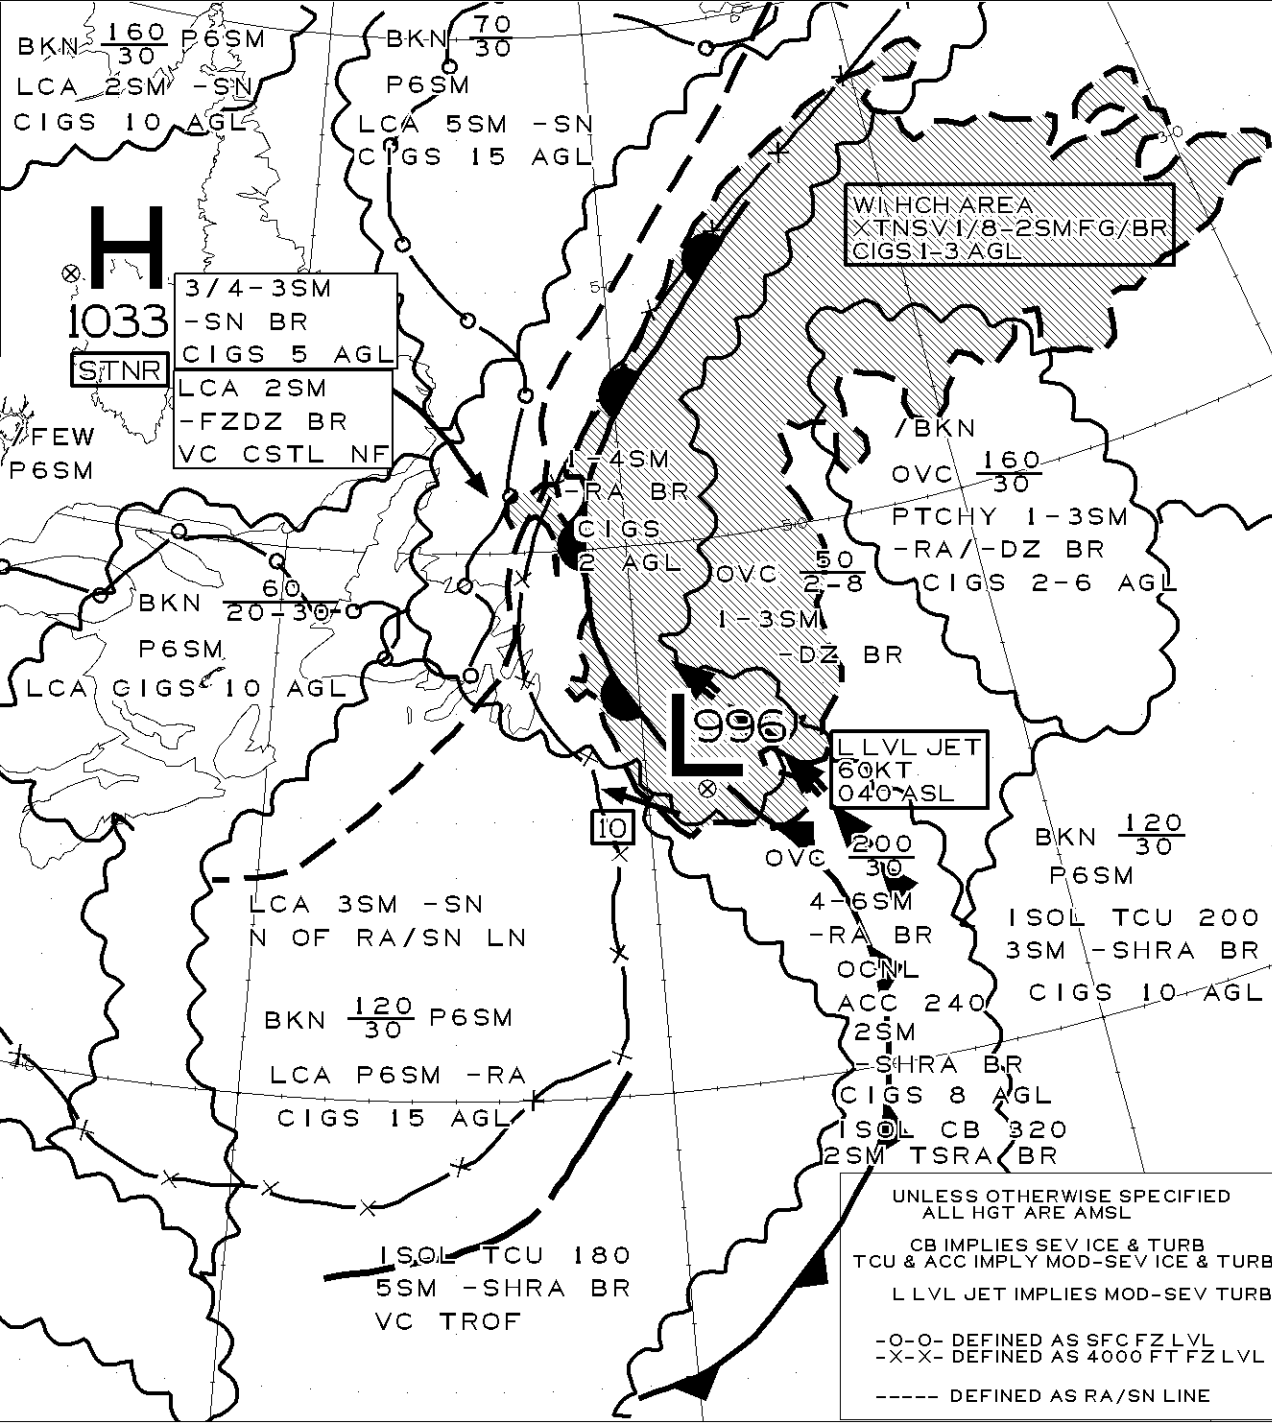 BKN 160/30 P6SM
LCA 2SM -SN
CIGS 10 AGL
BKN 70/30
P6SM
LCA 5SM -SN
CIGS 15 AGL
WI HCH AREA
XTNSV 1/8-2SM FG/BR
CIGS 1-3 AGL
30
H
1033
STNR
50
3/4-3SM
-SN BR
CIGS 5 AGL
LCA 2SM
-FZDZ BR
VC CSTL NF
/FEW
P6SM
1-4SM
-RA BR
CIGS
2 AGL
/BKN
OVC 160/30
PTCHY 1-3SM
-RA/-DZ BR
CIGS 2-6 AGL
50
OVC 50/2-8
1-3SM
-DZ BR
BKN 60/20-30
P6SM
LCA CIGS 10 AGL
L
996
L LVL JET
60KT
040 ASL
10
OVC 200/30
4-6SM
-RA BR
OCNL
ACC 240
2SM
-SHRA BR
CIGS 8 AGL
ISOL CB 320
2SM TSRA BR
BKN 120/30
P6SM
ISOL TCU 200
3SM -SHRA BR
CIGS 10 AGL
LCA 3SM -SN
N OF RA/SN LN
BKN 120/30 P6SM
LCA P6SM -RA
CIGS 15 AGL
ISOL TCU 180
5SM -SHRA BR
VC TROF
UNLESS OTHERWISE SPECIFIED
ALL HGT ARE AMSL
CB IMPLIES SEV ICE & TURB
TCU & ACC IMPLY MOD-SEV ICE & TURB
L LVL JET IMPLIES MOD-SEV TURB
-O-O- DEFINED AS SFC FZ LVL
-X-X- DEFINED AS 4000 FT FZ LVL
----- DEFINED AS RA/SN LINE